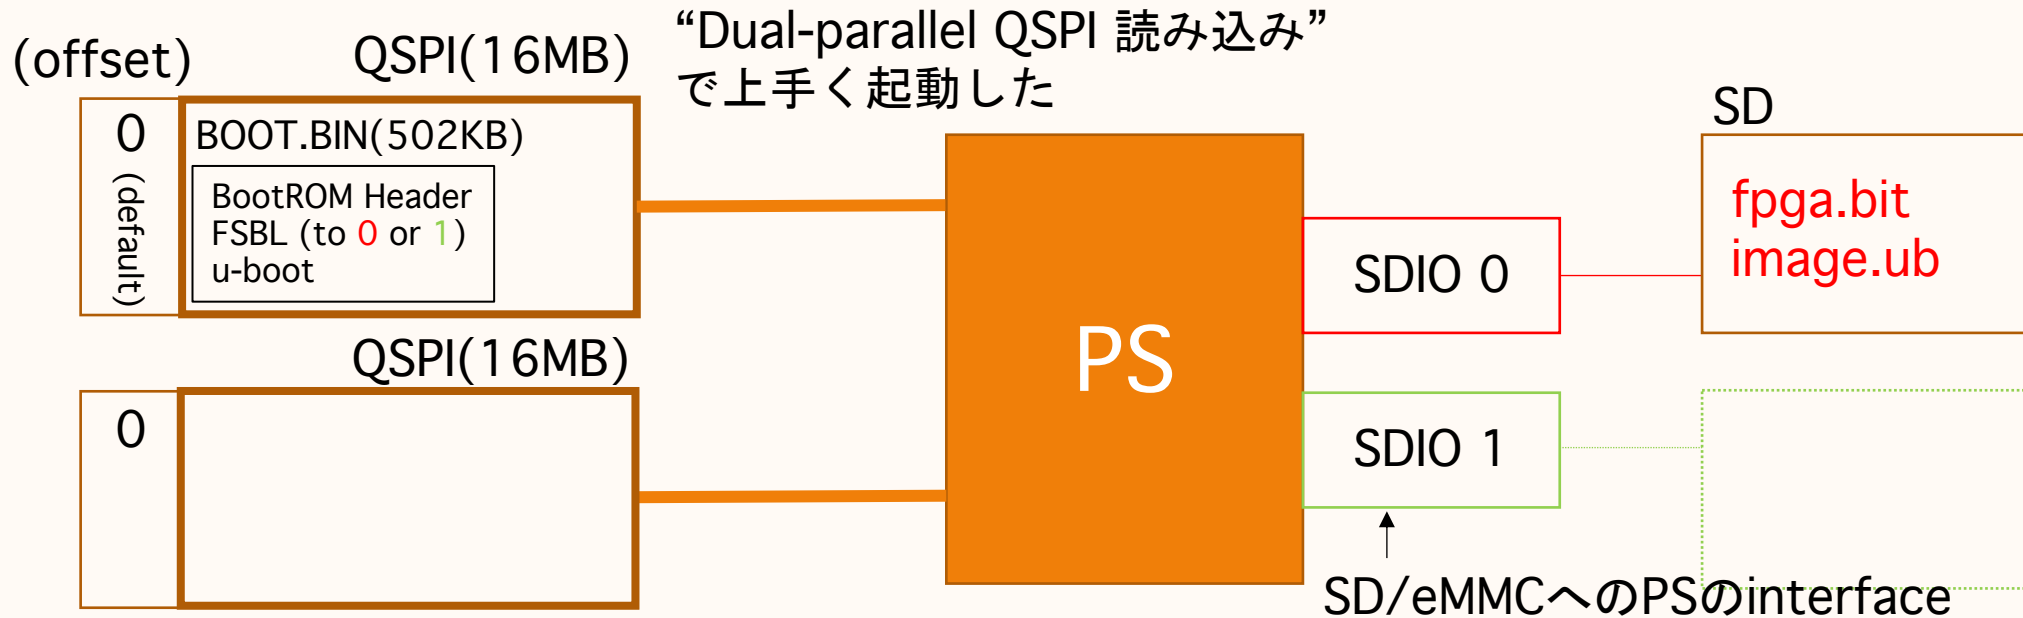 (offset)
QSPI(16MB)
“Dual-parallel QSPI 読み込み”
で上手く起動した
0
(default)
BOOT.BIN(502KB)
BootROM Header
FSBL (to 0 or 1)
u-boot
QSPI(16MB)
0
PS
SDIO 0
SDIO 1
SD
fpga.bit
image.ub
SD/eMMCへのPSのinterface